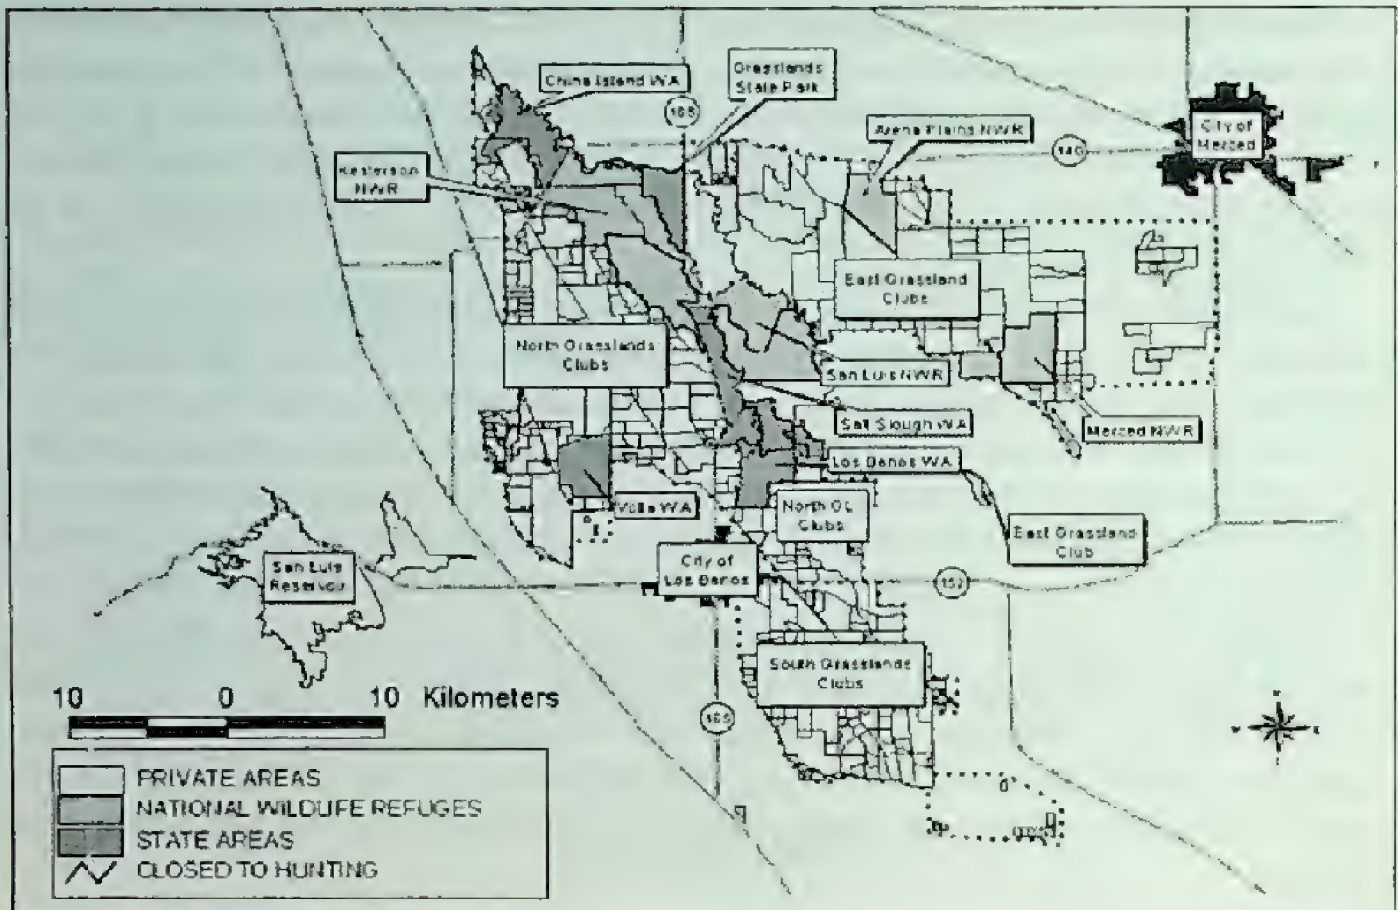 China Island WA
165
Grasslands
State Park
Arena Plains NWR
140
City of
Merced
Kesterson
NWR
East Grassland
Clubs
North Grasslands
Clubs
San Luis NWR
Salt Slough WA
Merced NWR
Los Banos WA
Volta WA
North GL
Clubs
East Grassland
Club
City of
Los Banos
152
San Luis
Reservoir
South Grasslands
Clubs
165
10 0 10 Kilometers
N
W E
S
PRIVATE AREAS
NATIONAL WILDLIFE REFUGES
STATE AREAS
CLOSED TO HUNTING